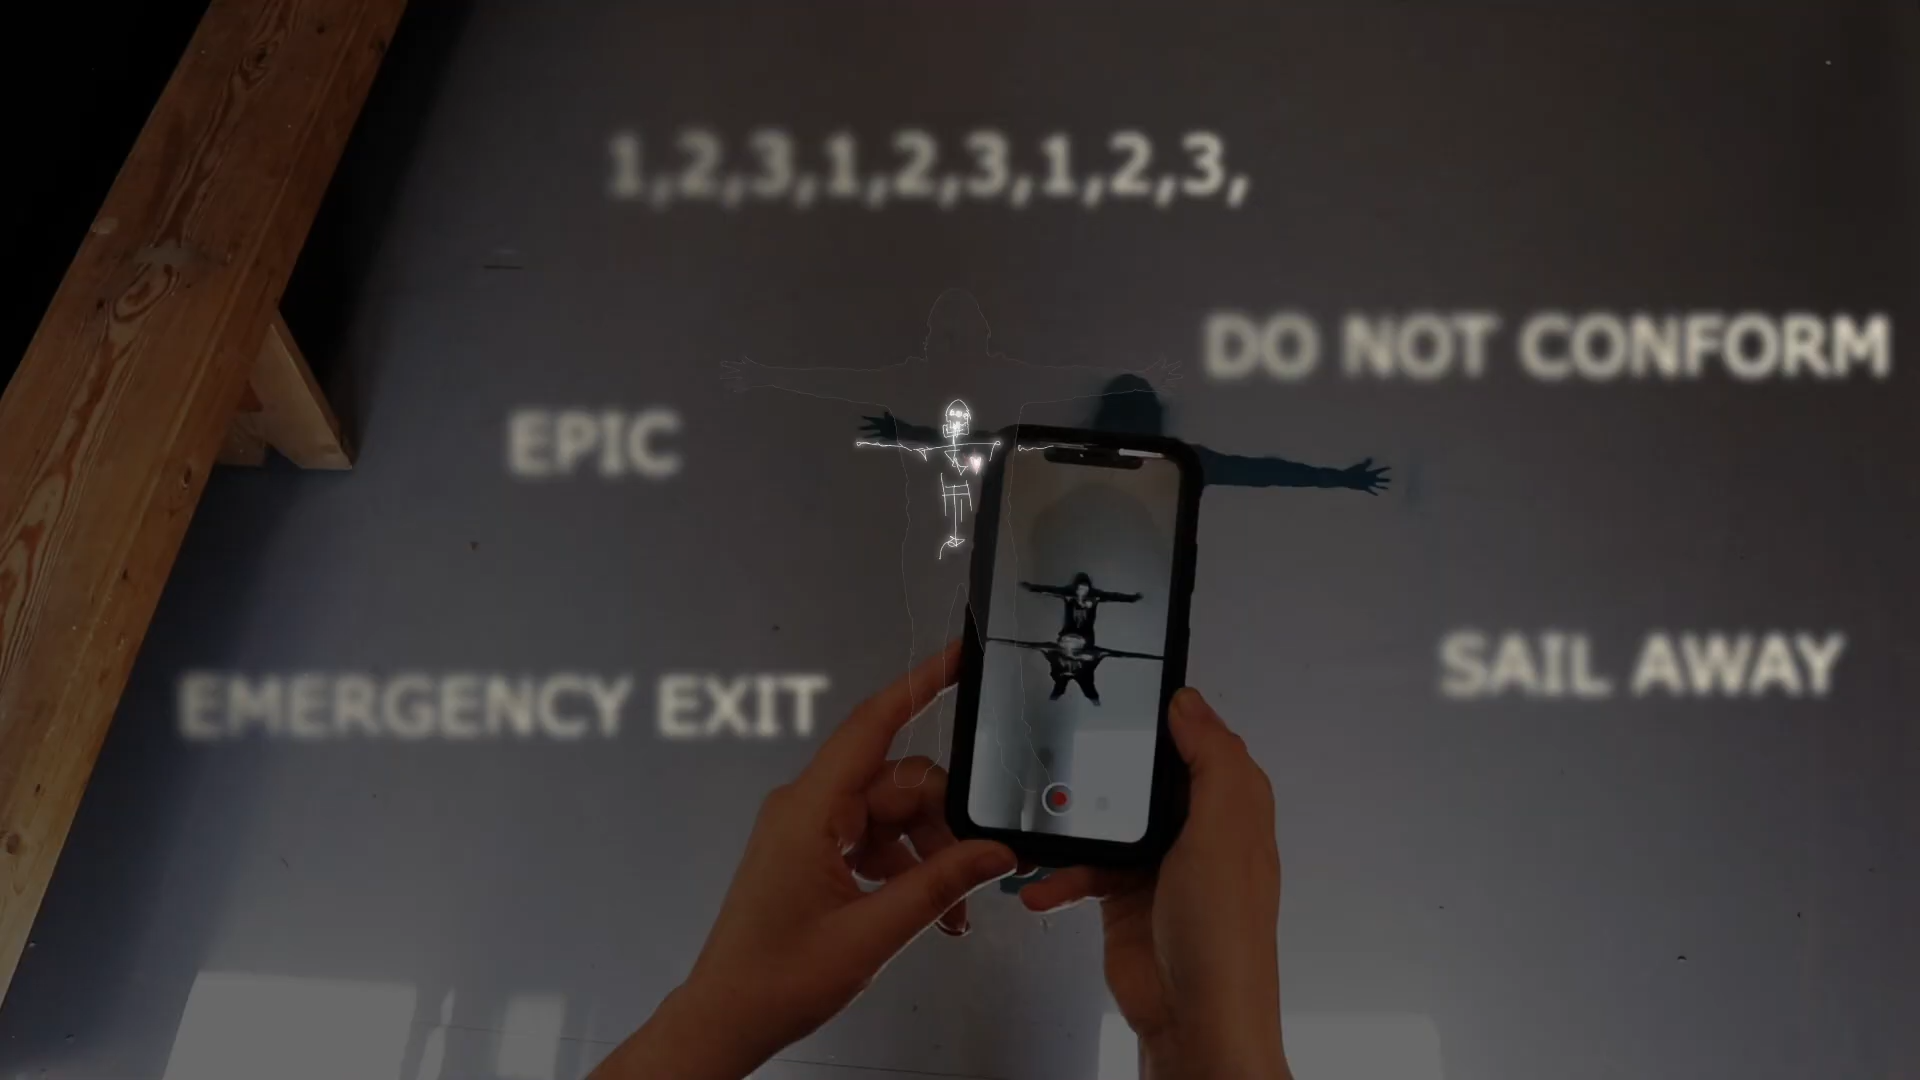 1,2,3,1,2,3,1,2,3,
DO NOT CONFORM
EPIC
SAIL AWAY
EMERGENCY EXIT